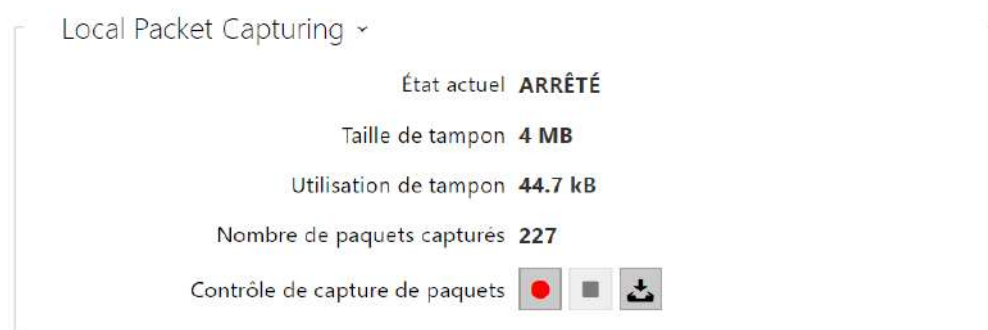 Local Packet Capturing
État actuel ARRÊTÉ
Taille de tampon 4 MB
Utilisation de tampon 44.7 kB
Nombre de paquets capturés 227
Contrôle de capture de paquets